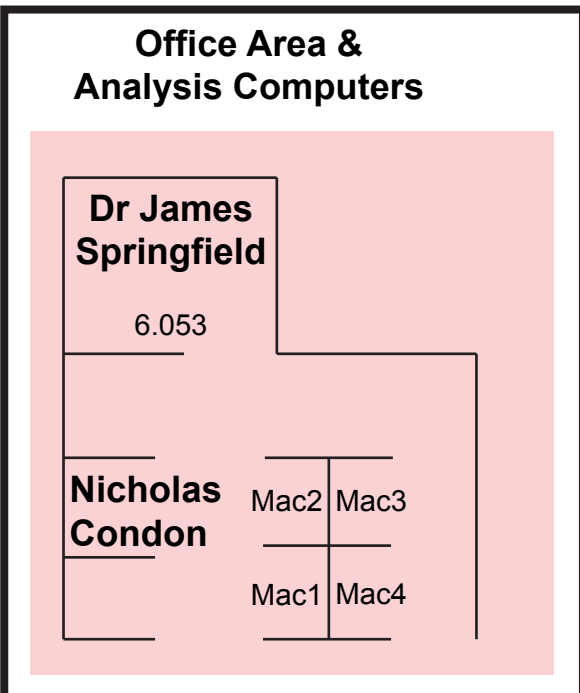 Office Area &
Analysis Computers
Dr James
Springfield
6.053
Nicholas
Condon
Mac2 Mac3
Mac1 Mac4